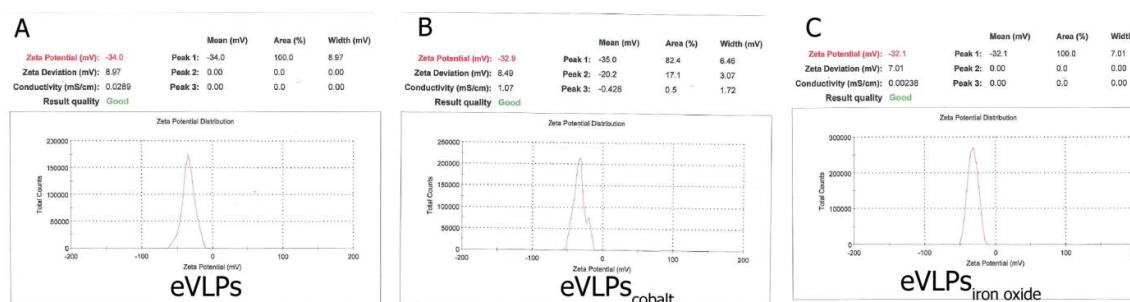 A
Mean (mV) Area (%) Width (mV)
Zeta Potential (mV): -34.0 Peak 1: -34.0 100.0 8.97
Zeta Deviation (mV): 8.97 Peak 2: 0.00 0.0 0.00
Conductivity (mS/cm): 0.0289 Peak 3: 0.00 0.0 0.00
Result quality Good
Zeta Potential Distribution
Total Counts
200000
150000
100000
50000
0
-200 -100 0 100 200
Zeta Potential (mV)
eVLPs
B
Mean (mV) Area (%) Width (mV)
Zeta Potential (mV): -32.9 Peak 1: -35.0 82.4 6.46
Zeta Deviation (mV): 8.49 Peak 2: -20.2 17.1 3.07
Conductivity (mS/cm): 1.07 Peak 3: -0.428 0.5 1.72
Result quality Good
Zeta Potential Distribution
Total Counts
250000
200000
150000
100000
50000
0
-200 -100 0 100 200
Zeta Potential (mV)
eVLPs cobalt
C
Mean (mV) Area (%) Width (mV)
Zeta Potential (mV): -32.1 Peak 1: -32.1 100.0 7.01
Zeta Deviation (mV): 7.01 Peak 2: 0.00 0.0 0.00
Conductivity (mS/cm): 0.00238 Peak 3: 0.00 0.0 0.00
Result quality Good
Zeta Potential Distribution
Total Counts
300000
200000
100000
0
-200 -100 0 100
Zeta Potential (mV)
eVLPs iron oxide